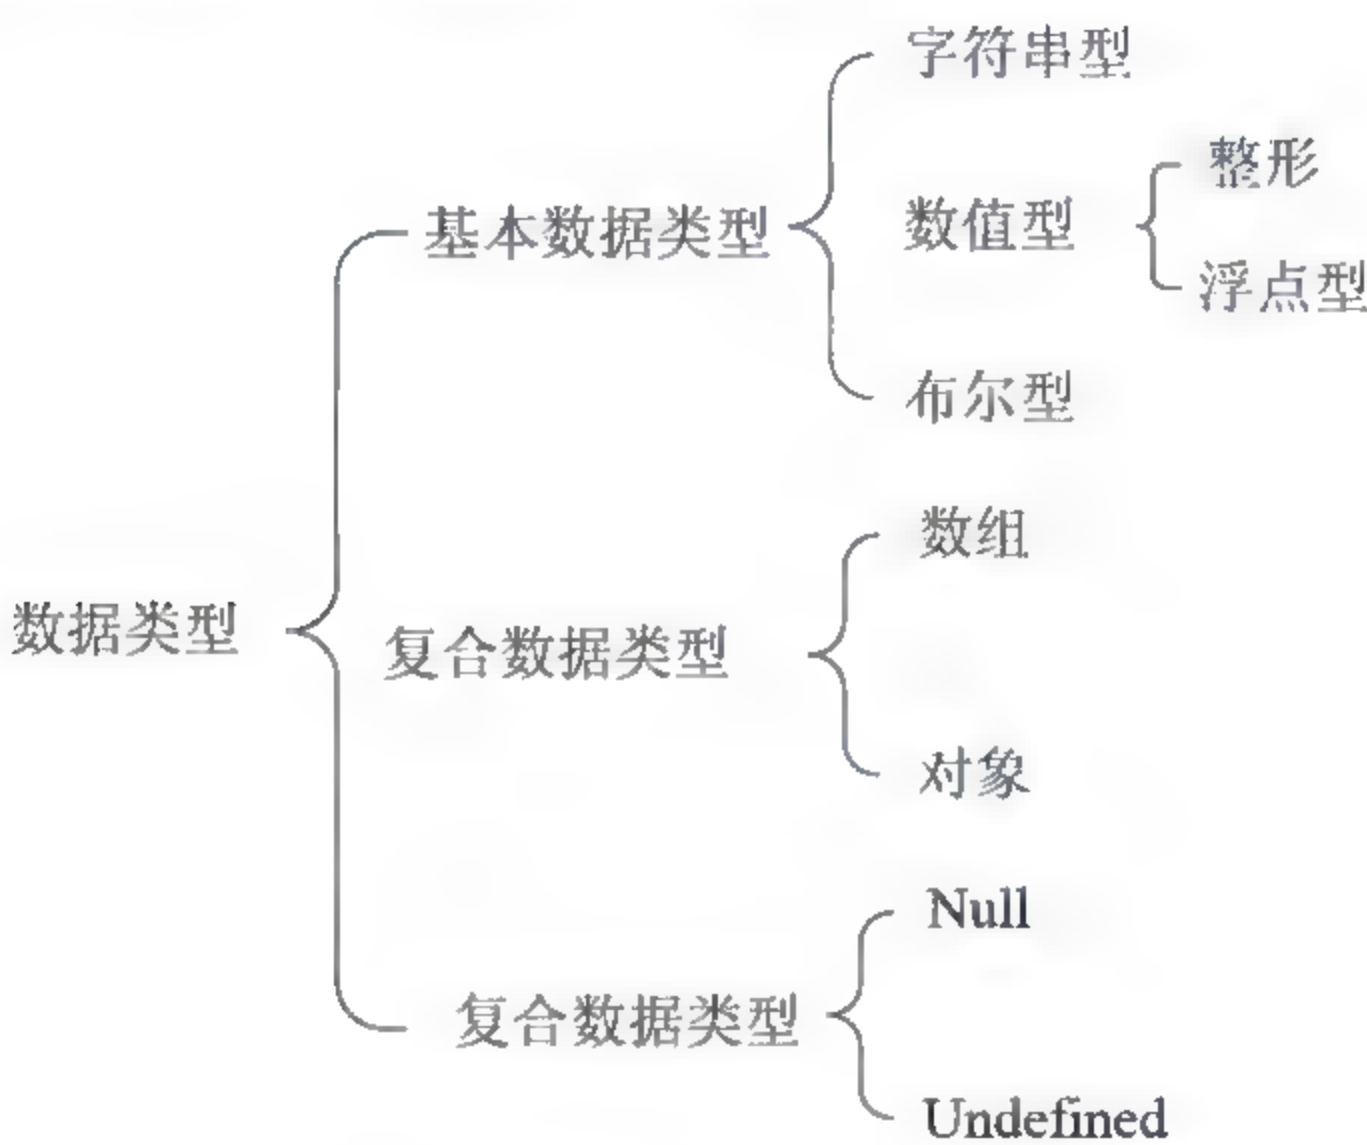 数据类型
基本数据类型
字符串型
数值型
整形
浮点型
布尔型
复合数据类型
数组
对象
复合数据类型
Null
Undefined